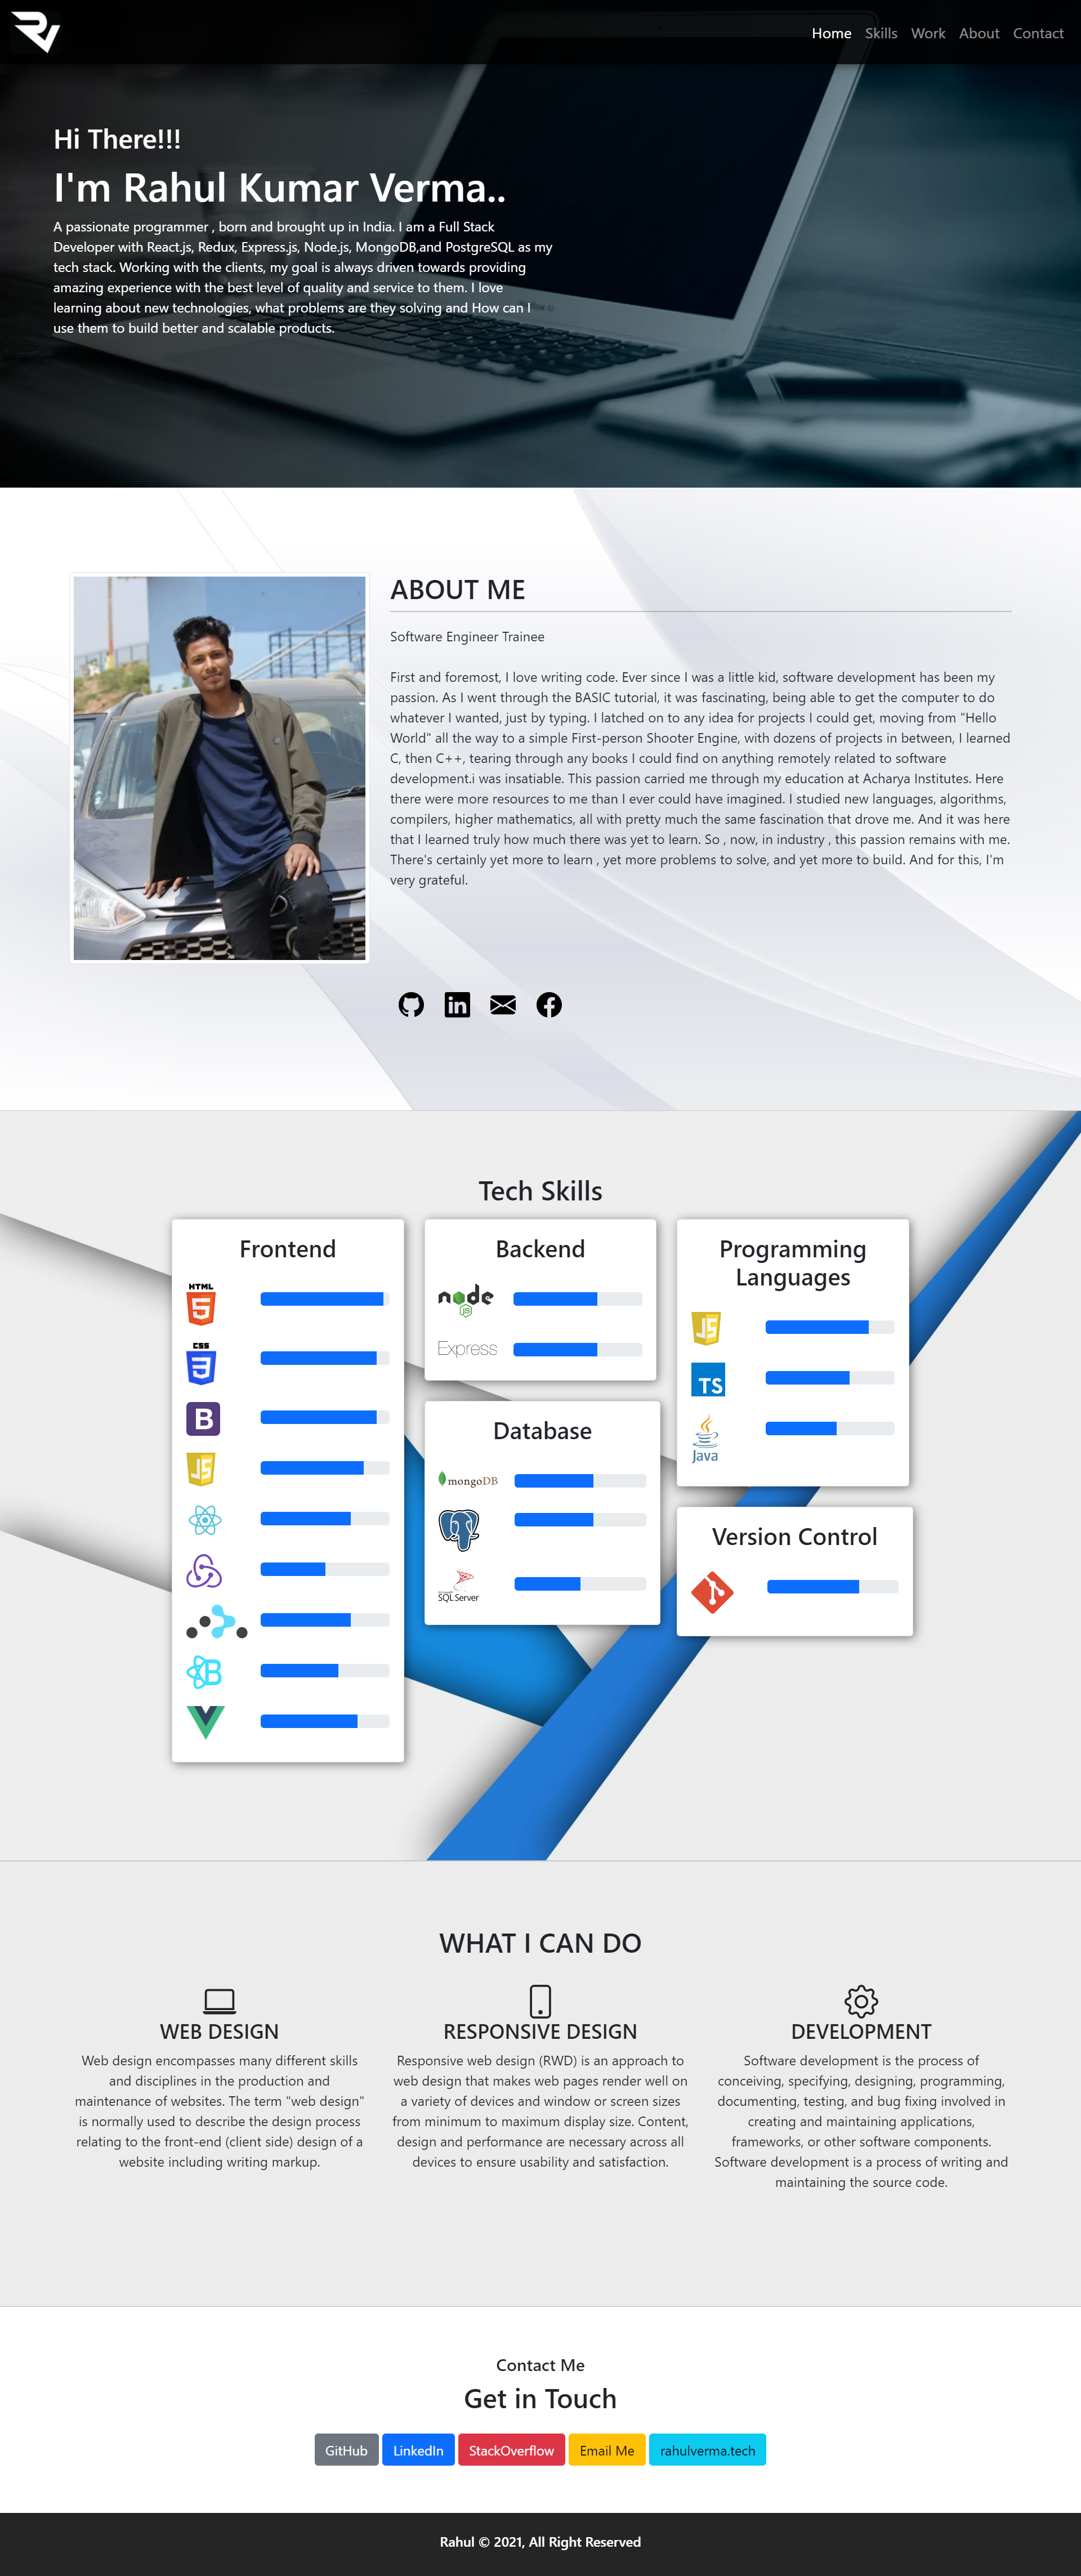 Home Skills Work About Contact
Hi There!!!
I'm Rahul Kumar Verma..
A passionate programmer , born and brought up in India. I am a Full Stack
Developer with React.js, Redux, Express.js, Node.js, MongoDB,and PostgreSQL as my
tech stack. Working with the clients, my goal is always driven towards providing
amazing experience with the best level of quality and service to them. I love
learning about new technologies, what problems are they solving and How can I
use them to build better and scalable products.
ABOUT ME
Software Engineer Trainee
First and foremost, I love writing code. Ever since I was a little kid, software development has been my
passion. As I went through the BASIC tutorial, it was fascinating, being able to get the computer to do
whatever I wanted, just by typing. I latched on to any idea for projects I could get, moving from "Hello
World" all the way to a simple First-person Shooter Engine, with dozens of projects in between, I learned
C, then C++, tearing through any books I could find on anything remotely related to software
development.i was insatiable. This passion carried me through my education at Acharya Institutes. Here
there were more resources to me than I ever could have imagined. I studied new languages, algorithms,
compilers, higher mathematics, all with pretty much the same fascination that drove me. And it was here
that I learned truly how much there was yet to learn. So , now, in industry , this passion remains with me.
There's certainly yet more to learn , yet more problems to solve, and yet more to build. And for this, I'm
very grateful.
in
Tech Skills
Frontend
HTML
5
CSS
3
B
JS
B
Backend
node
JS
Express
Database
mongoDB
SQL Server
Programming
Languages
JS
TS
Java
Version Control
WHAT I CAN DO
WEB DESIGN
Web design encompasses many different skills
and disciplines in the production and
maintenance of websites. The term "web design"
is normally used to describe the design process
relating to the front-end (client side) design of a
website including writing markup.
RESPONSIVE DESIGN
Responsive web design (RWD) is an approach to
web design that makes web pages render well on
a variety of devices and window or screen sizes
from minimum to maximum display size. Content,
design and performance are necessary across all
devices to ensure usability and satisfaction.
DEVELOPMENT
Software development is the process of
conceiving, specifying, designing, programming,
documenting, testing, and bug fixing involved in
creating and maintaining applications,
frameworks, or other software components.
Software development is a process of writing and
maintaining the source code.
Contact Me
Get in Touch
GitHub LinkedIn StackOverflow Email Me rahulverma.tech
Rahul © 2021, All Right Reserved